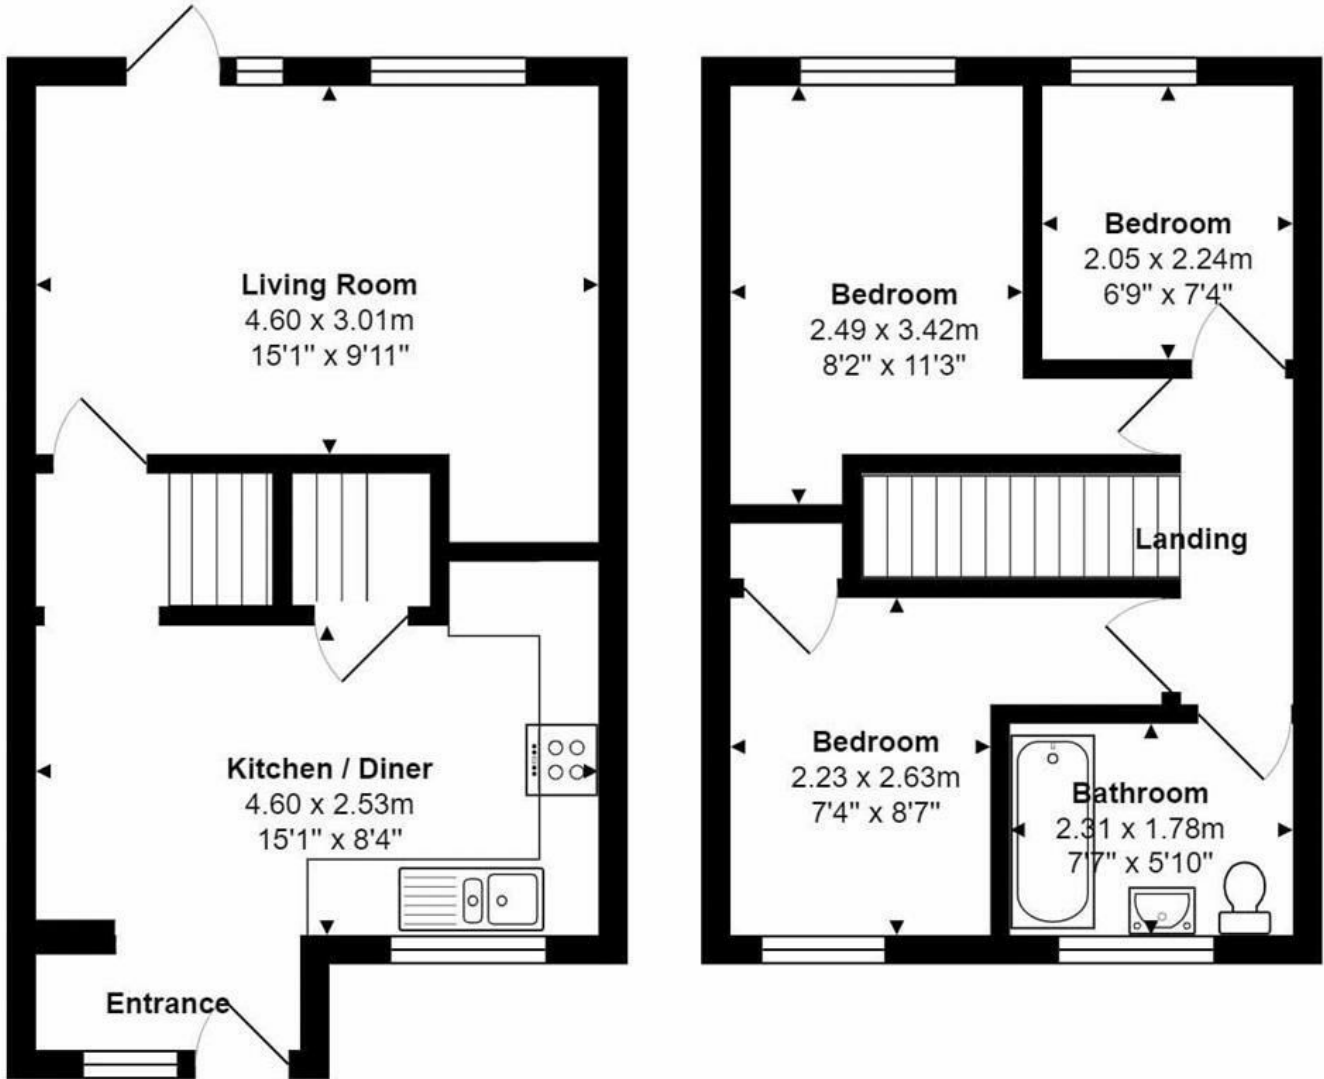 Living Room
4.60 x 3.01m
15'1" x 9'11"
Kitchen / Diner
4.60 x 2.53m
15'1" x 8'4"
Entrance
Bedroom
2.49 x 3.42m
8'2" x 11'3"
Bedroom
2.05 x 2.24m
6'9" x 7'4"
Landing
Bedroom
2.23 x 2.63m
7'4" x 8'7"
Bathroom
2.31 x 1.78m
7'7" x 5'10"